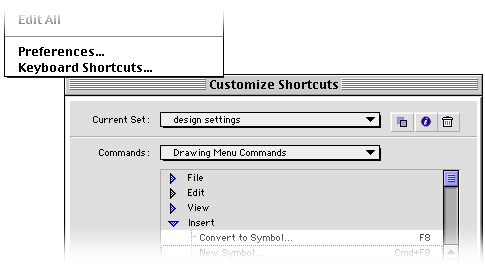 Edit All
Preferences...
Keyboard Shortcuts...
Customize Shortcuts
Current Set: design settings
Commands: Drawing Menu Commands
File
Edit
View
Insert
Convert to Symbol... F8
New Symbol... Cmd+F8